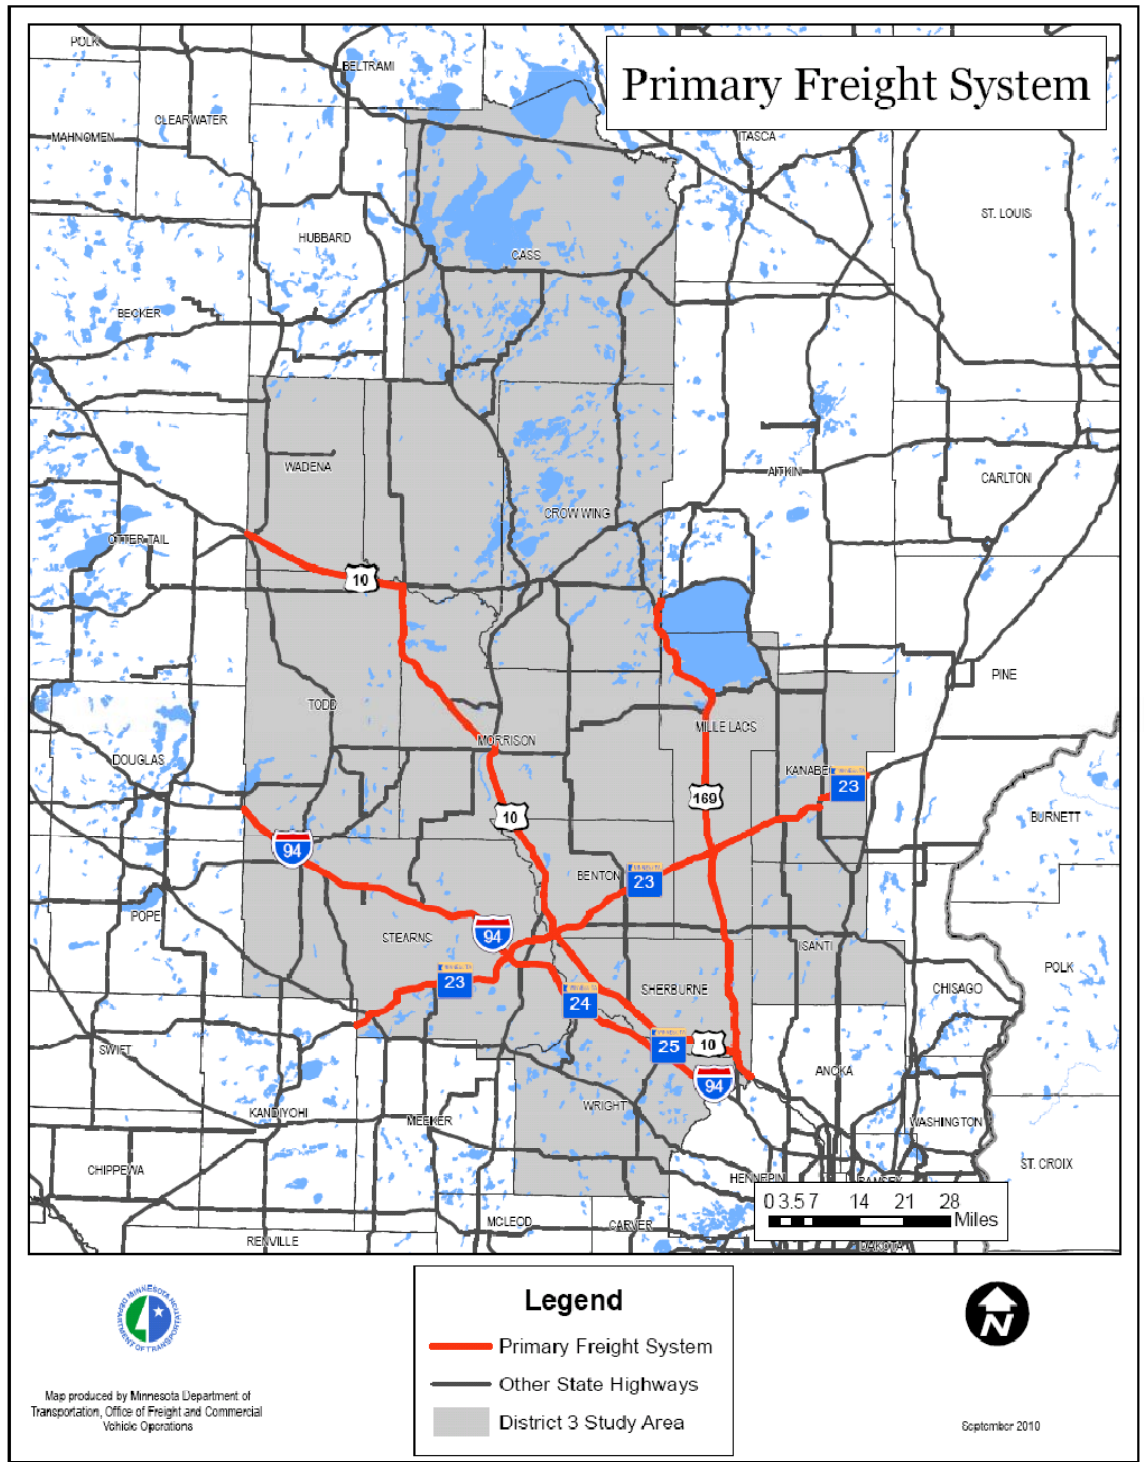 Primary Freight System
POLK
BELTRAMI
CLEARWATER
MAHNOMEN
ITASCA
ST. LOUIS
HUBBARD
CASS
BECKER
WADENA
AITKIN
CARLTON
CROW WING
OTTER TAIL
10
PINE
TODD
MILLE LACS
MORRISON
DOUGLAS
23
169
10
BURNETT
94
BENTON
23
POPE
STEARNS
94
ISANTI
POLK
23
24
SHERBURNE
CHISAGO
25
10
SWIFT
94
ANOKA
WRIGHT
KANDIYOHI
MEEKER
WASHINGTON
CHIPPEWA
ST. CROIX
HENNEPIN
RAMSEY
0 3.5 7 14 21 28
Miles
MCLEOD
CARVER
RENVILLE
DAKOTA
Legend
Primary Freight System
Other State Highways
District 3 Study Area
MINNESOTA
DEPARTMENT OF TRANSPORTATION
Map produced by Minnesota Department of
Transportation, Office of Freight and Commercial
Vehicle Operations
N
September 2010